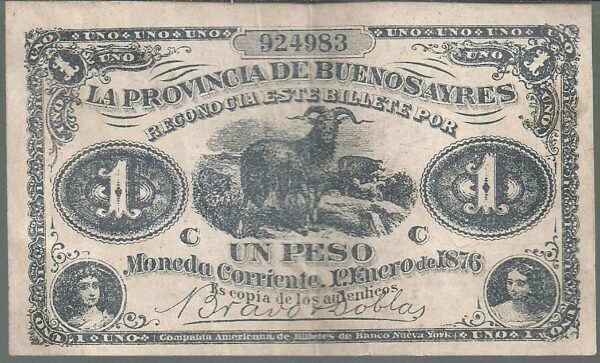 UNO UNO UNO UNO UNO UNO
924983
1 UNO UNO 1
LA PROVINCIA DE BUENOS AYRES
RECONOCIA ESTE BILLETE POR
1 1
C C
UN PESO
Moneda Corriente, 1º Enero de 1876
Es copia de los autenticos
Bravo y Doblas
UNO 1 UNO Compañia Americana de Billetes de Banco Nueva York UNO 1 UNO